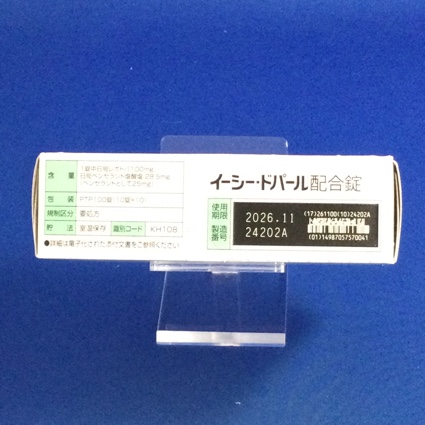 含 量
1錠中日局レボドパ100mg
日局ベンセラジド塩酸塩 28.5mg
(ベンセラジドとして25mg)
包 装 PTP100錠(10錠×10)
規制区分 要処方
貯 法 室温保存 識別コード KH108
●詳細は電子化された添付文書をご参照ください
イーシー・ドパール配合錠
使用
期限 2026.11
製造
番号 24202A
(17)261100(10)24202A
(01)14987057570041